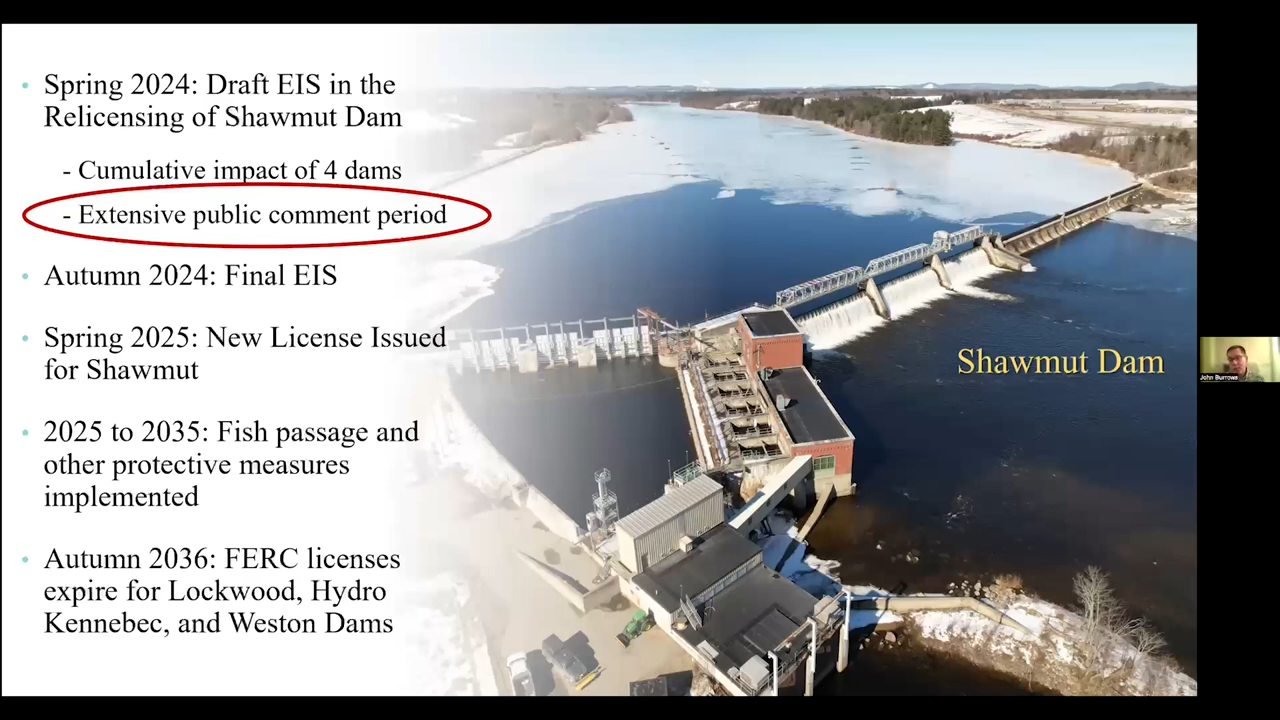 Spring 2024: Draft EIS in the
Relicensing of Shawmut Dam
- Cumulative impact of 4 dams
- Extensive public comment period
Autumn 2024: Final EIS
Spring 2025: New License Issued
for Shawmut
2025 to 2035: Fish passage and
other protective measures
implemented
Autumn 2036: FERC licenses
expire for Lockwood, Hydro
Kennebec, and Weston Dams
Shawmut Dam
John Burrows